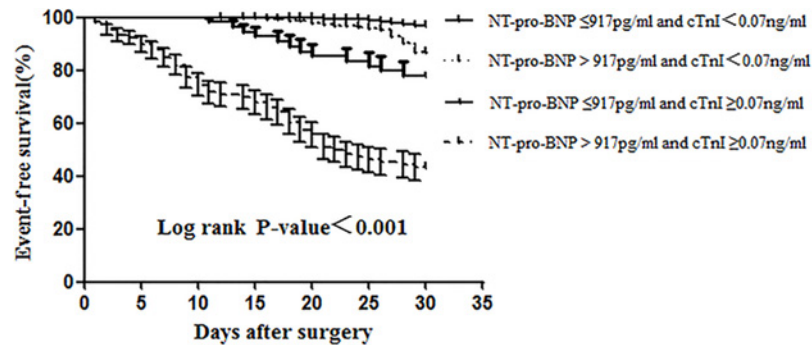 Event-free survival(%)
100
80
60
40
20
0
0 5 10 15 20 25 30 35
Days after surgery
Log rank P-value＜0.001
NT-pro-BNP ≤917pg/ml and cTnI＜0.07ng/ml
NT-pro-BNP > 917pg/ml and cTnI＜0.07ng/ml
NT-pro-BNP ≤917pg/ml and cTnI ≥0.07ng/ml
NT-pro-BNP > 917pg/ml and cTnI ≥0.07ng/ml